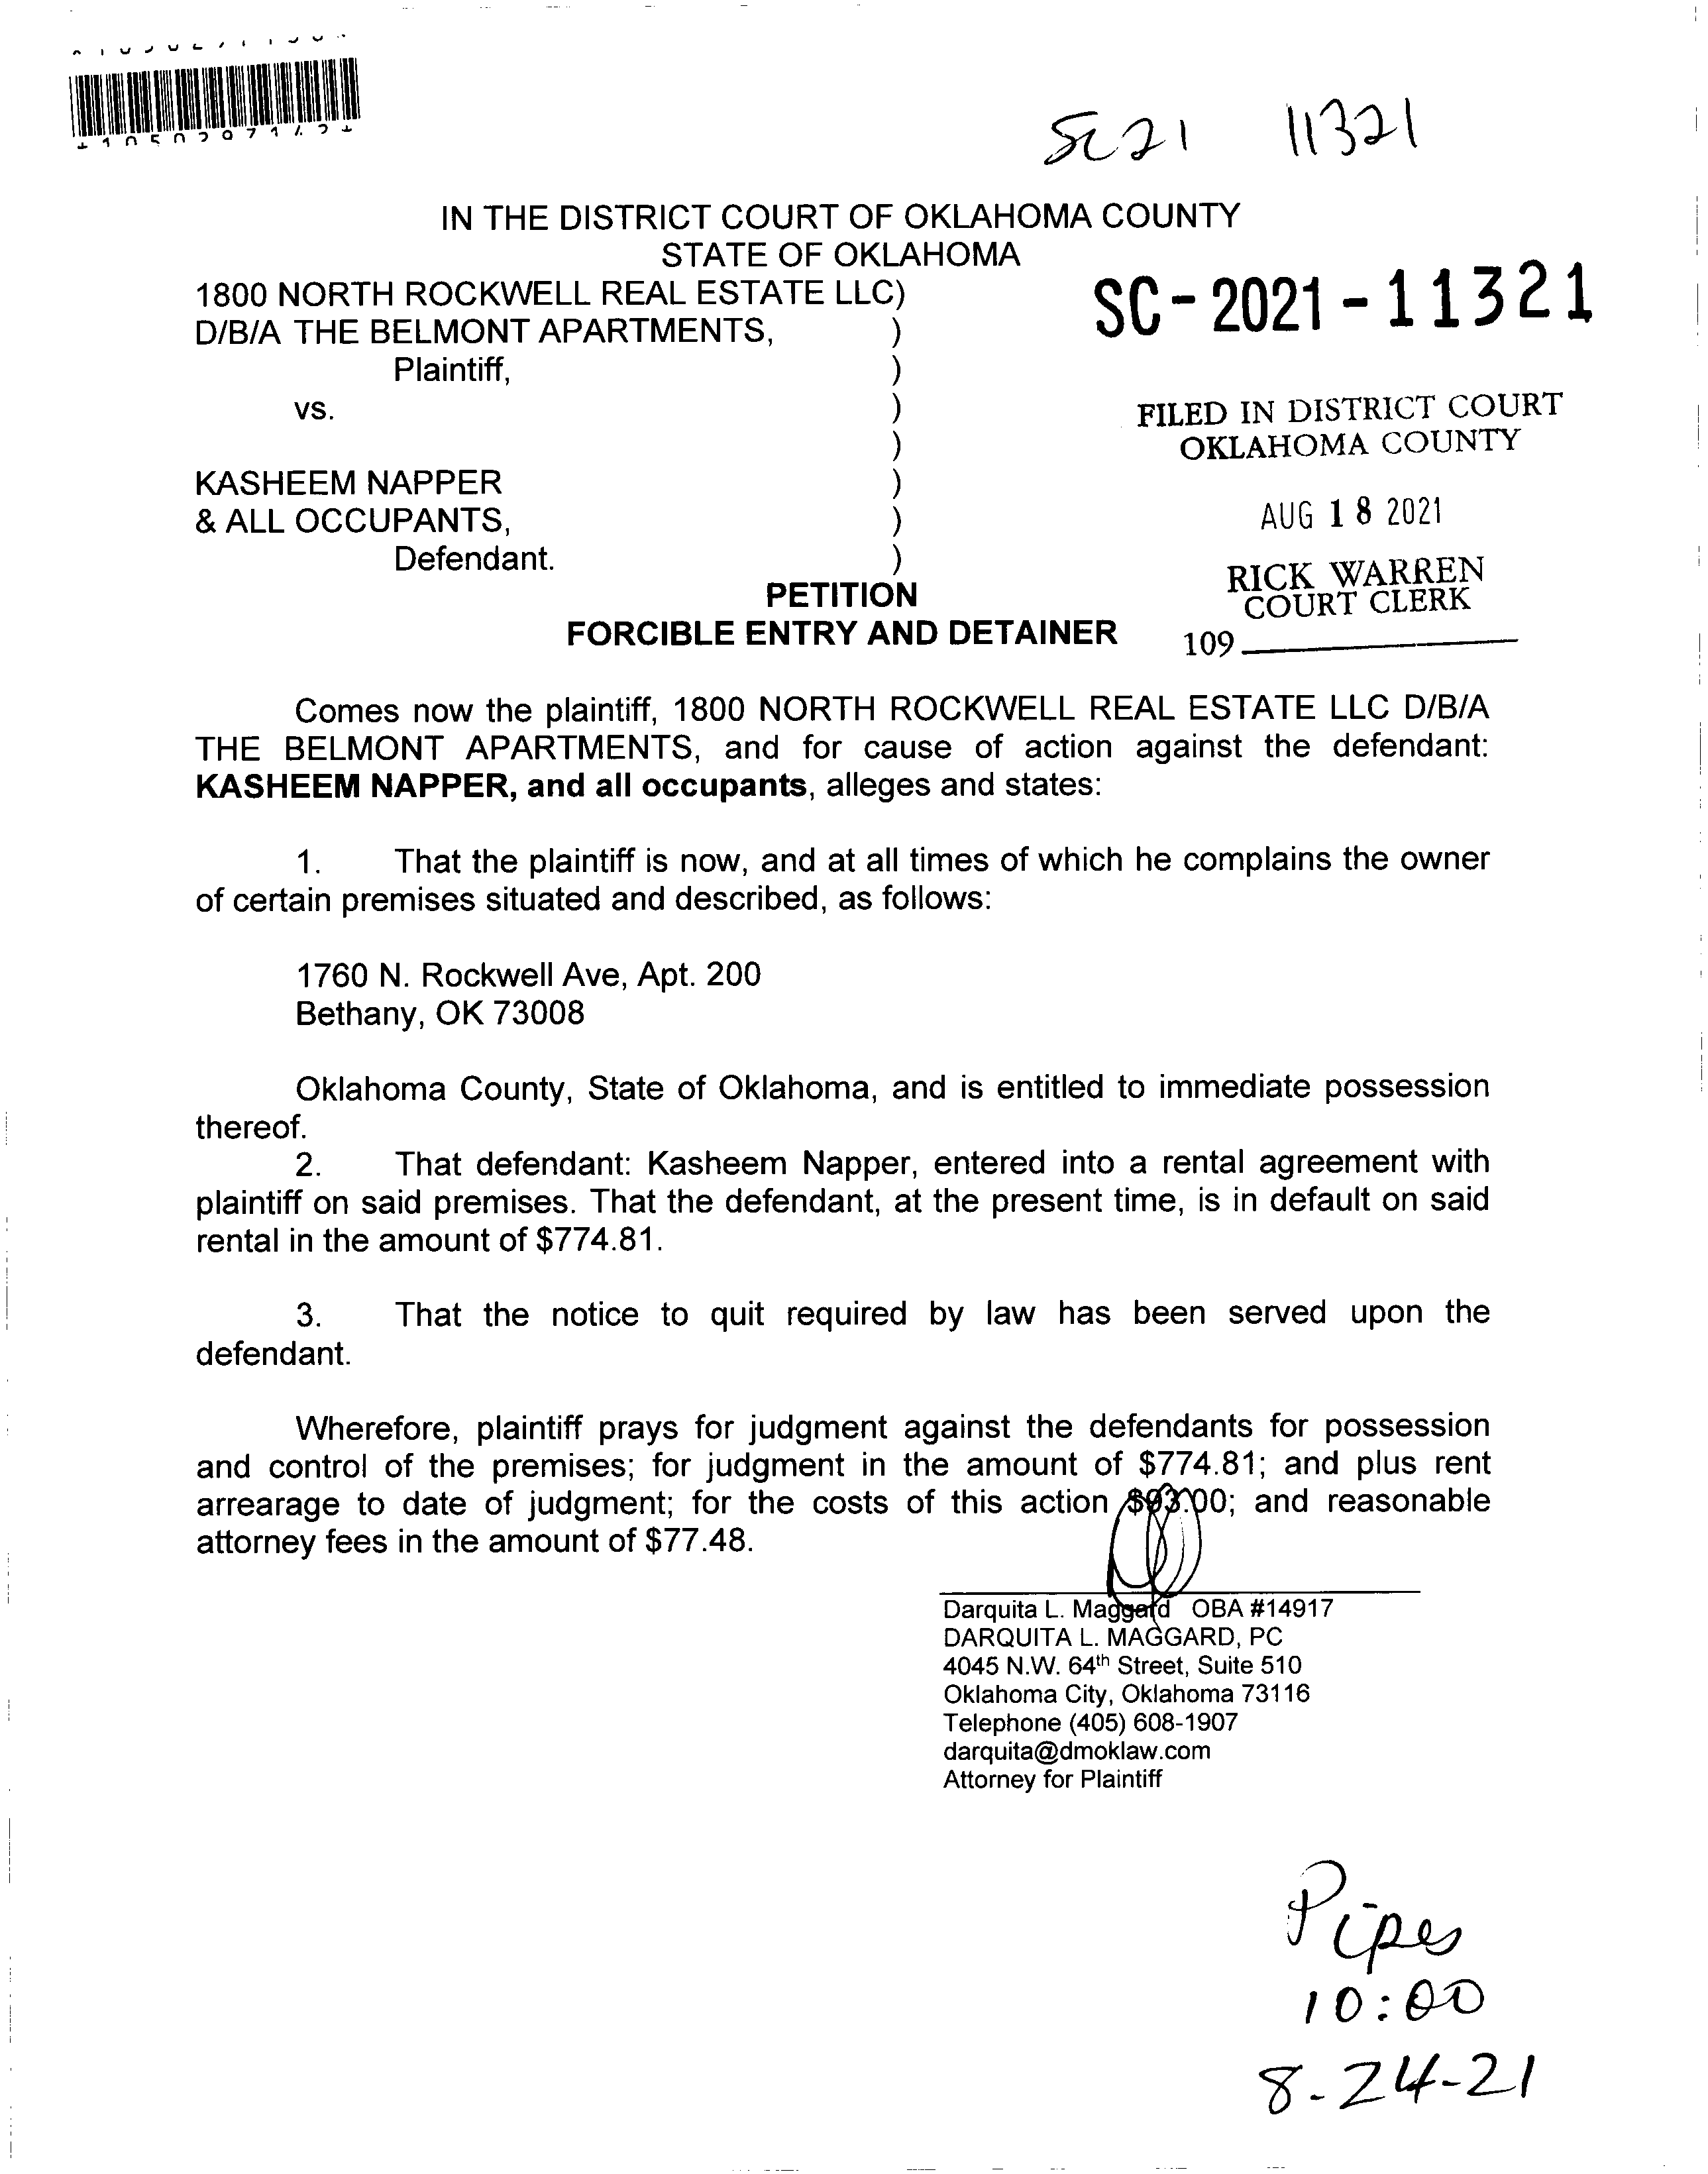 SC21 11321
IN THE DISTRICT COURT OF OKLAHOMA COUNTY
STATE OF OKLAHOMA
1800 NORTH ROCKWELL REAL ESTATE LLC)
D/B/A THE BELMONT APARTMENTS, )
Plaintiff, )
vs. )
)
KASHEEM NAPPER )
& ALL OCCUPANTS, )
Defendant. )
SC-2021-11321
FILED IN DISTRICT COURT
OKLAHOMA COUNTY
AUG 18 2021
RICK WARREN
COURT CLERK
109
PETITION
FORCIBLE ENTRY AND DETAINER
Comes now the plaintiff, 1800 NORTH ROCKWELL REAL ESTATE LLC D/B/A
THE BELMONT APARTMENTS, and for cause of action against the defendant:
KASHEEM NAPPER, and all occupants, alleges and states:
1. That the plaintiff is now, and at all times of which he complains the owner
of certain premises situated and described, as follows:
1760 N. Rockwell Ave, Apt. 200
Bethany, OK 73008
Oklahoma County, State of Oklahoma, and is entitled to immediate possession
thereof.
2. That defendant: Kasheem Napper, entered into a rental agreement with
plaintiff on said premises. That the defendant, at the present time, is in default on said
rental in the amount of $774.81.
3. That the notice to quit required by law has been served upon the
defendant.
Wherefore, plaintiff prays for judgment against the defendants for possession
and control of the premises; for judgment in the amount of $774.81; and plus rent
arrearage to date of judgment; for the costs of this action $93.00; and reasonable
attorney fees in the amount of $77.48.
Darquita L. Maggard OBA #14917
DARQUITA L. MAGGARD, PC
4045 N.W. 64th Street, Suite 510
Oklahoma City, Oklahoma 73116
Telephone (405) 608-1907
darquita@dmoklaw.com
Attorney for Plaintiff
Pipes
10:00
8-24-21